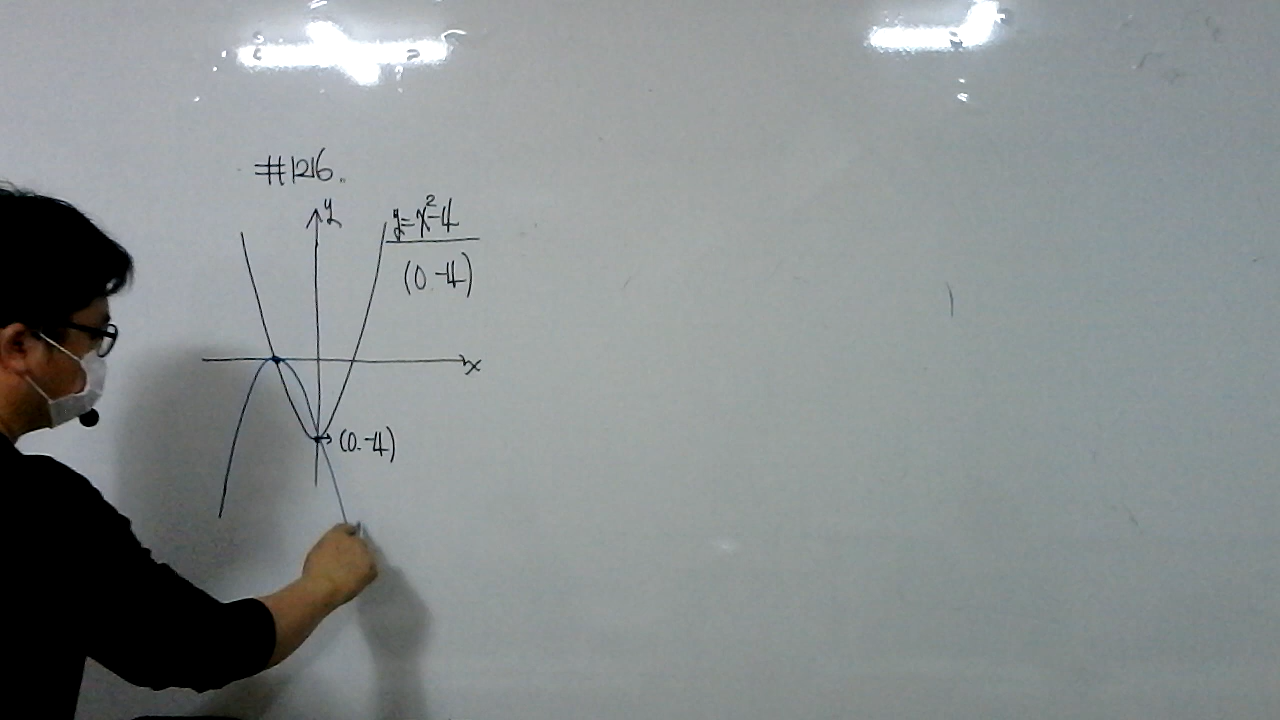 #1216.
y
y=x²-4
(0.-4)
x
(0.-4)